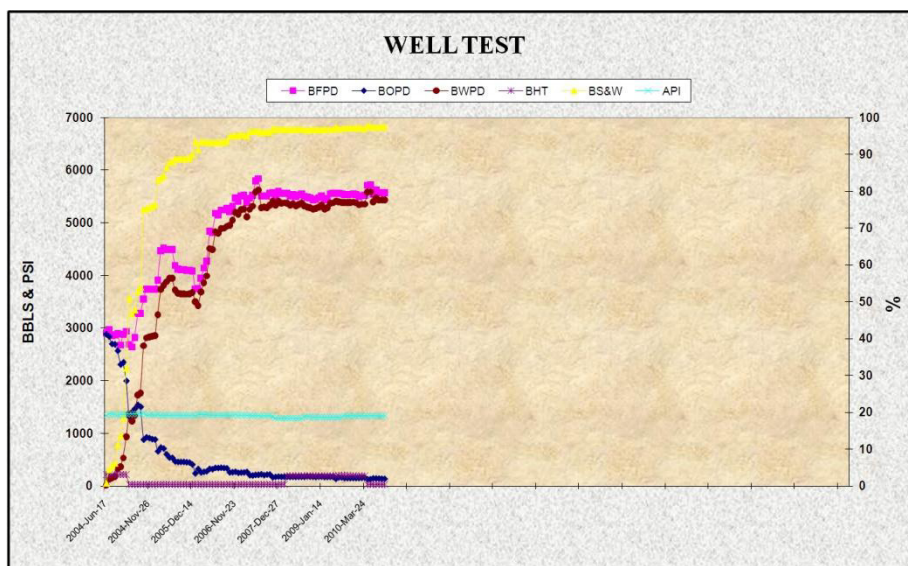 WELL TEST
BFPD BOPD BWPD BHT BS&W API
7000
6000
5000
4000
3000
2000
1000
0
BBLS & PSI
100
90
80
70
60
50
40
30
20
10
0
%
2004-Jun-17
2004-Nov-26
2005-Dec-14
2006-Nov-23
2007-Dec-27
2009-Jan-14
2010-Mar-24